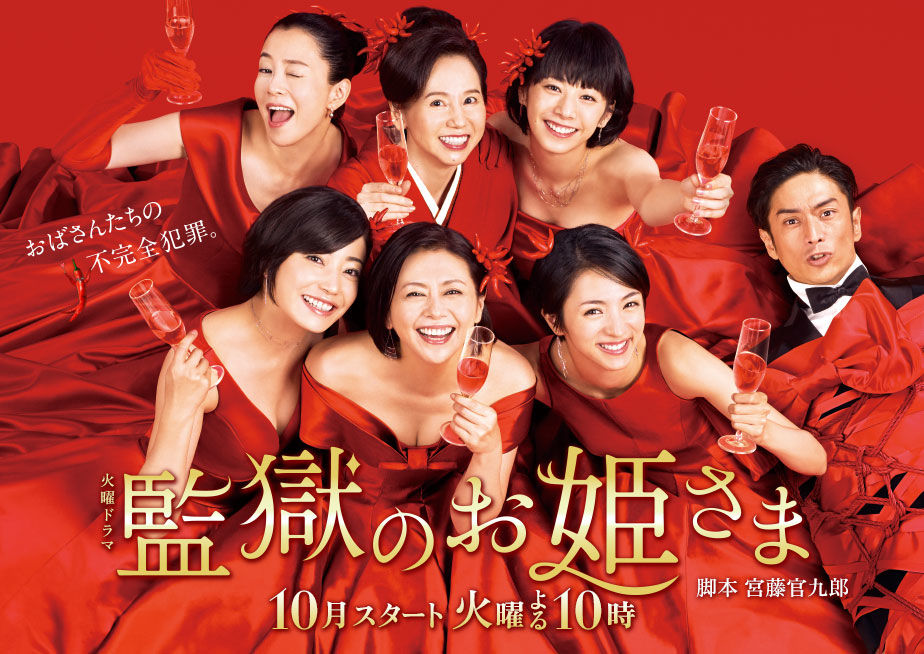 おばさんたちの
不完全犯罪。
火曜ドラマ
監獄のお姫さま
脚本 宮藤官九郎
10月スタート 火曜よる10時